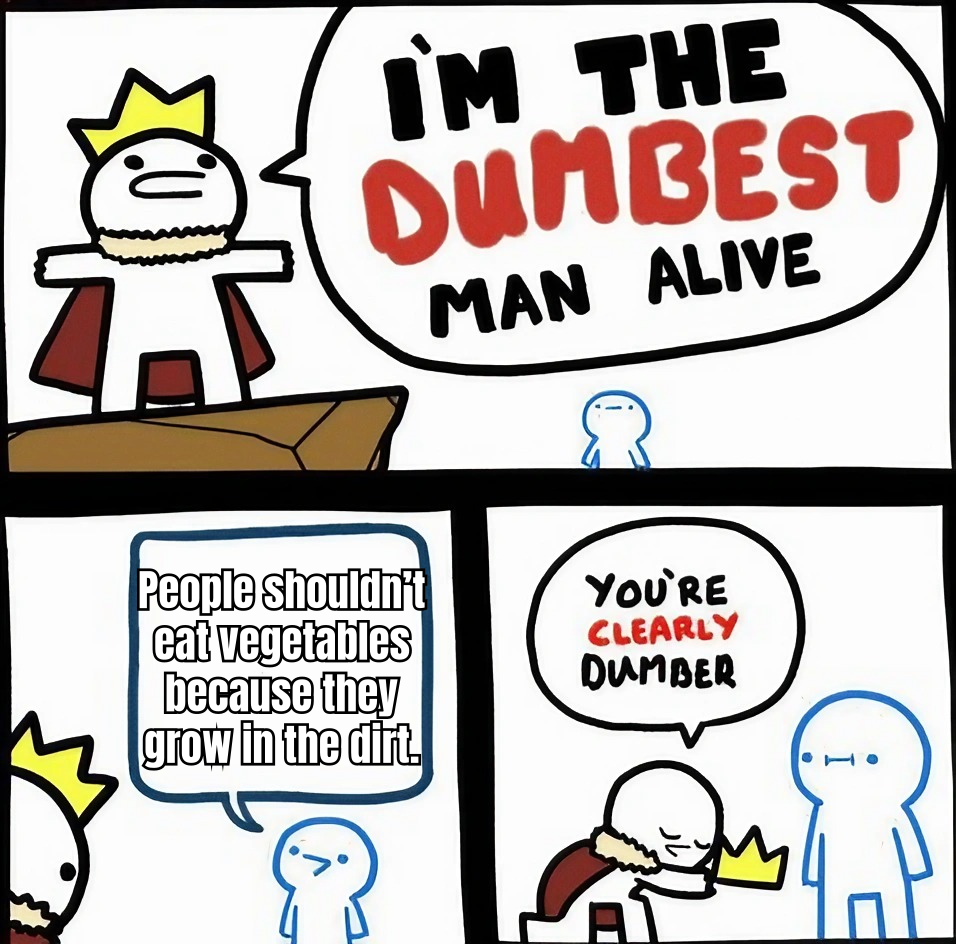 I'M THE
DUMBEST
MAN ALIVE
People shouldn't
eat vegetables
because they
grow in the dirt.
YOU'RE
CLEARLY
DUMBER